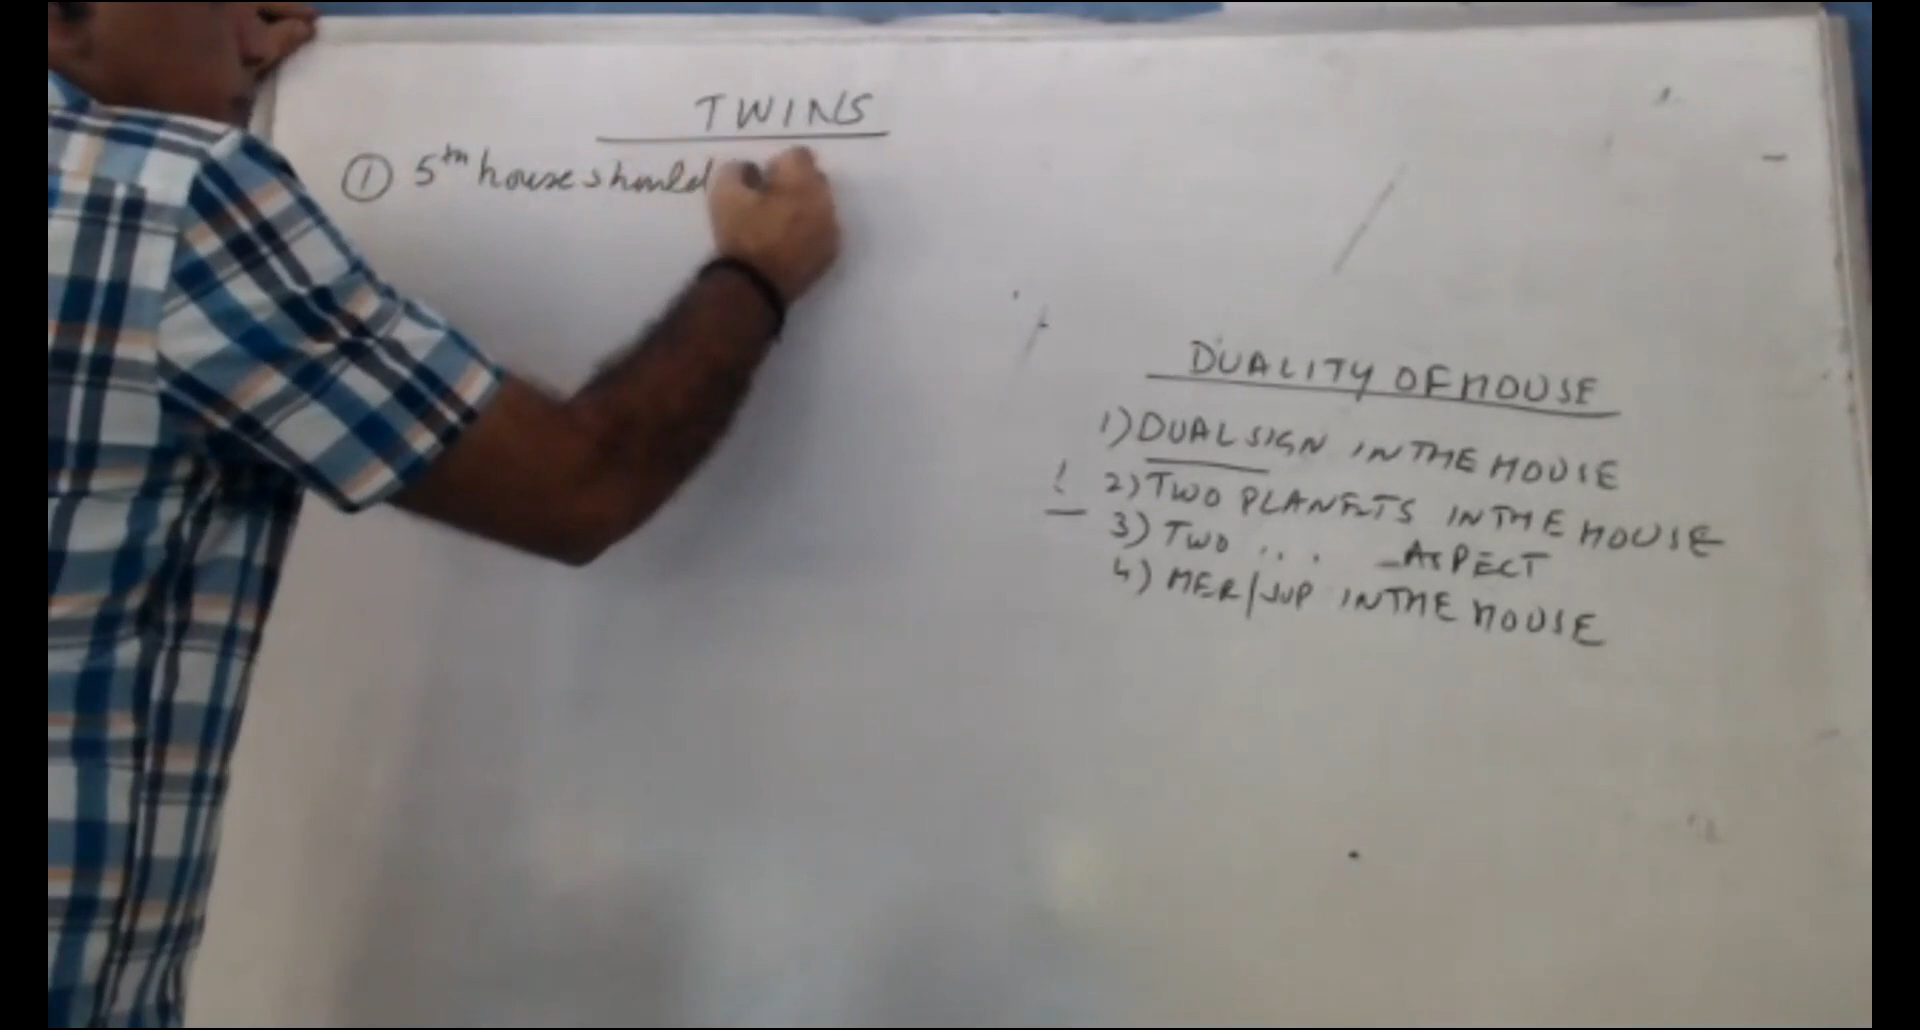 TWINS
① 5th house should
DUALITY OF HOUSE
1) DUAL SIGN IN THE HOUSE
2) TWO PLANETS IN THE HOUSE
3) TWO . . . ASPECT
4) MER/JUP IN THE HOUSE